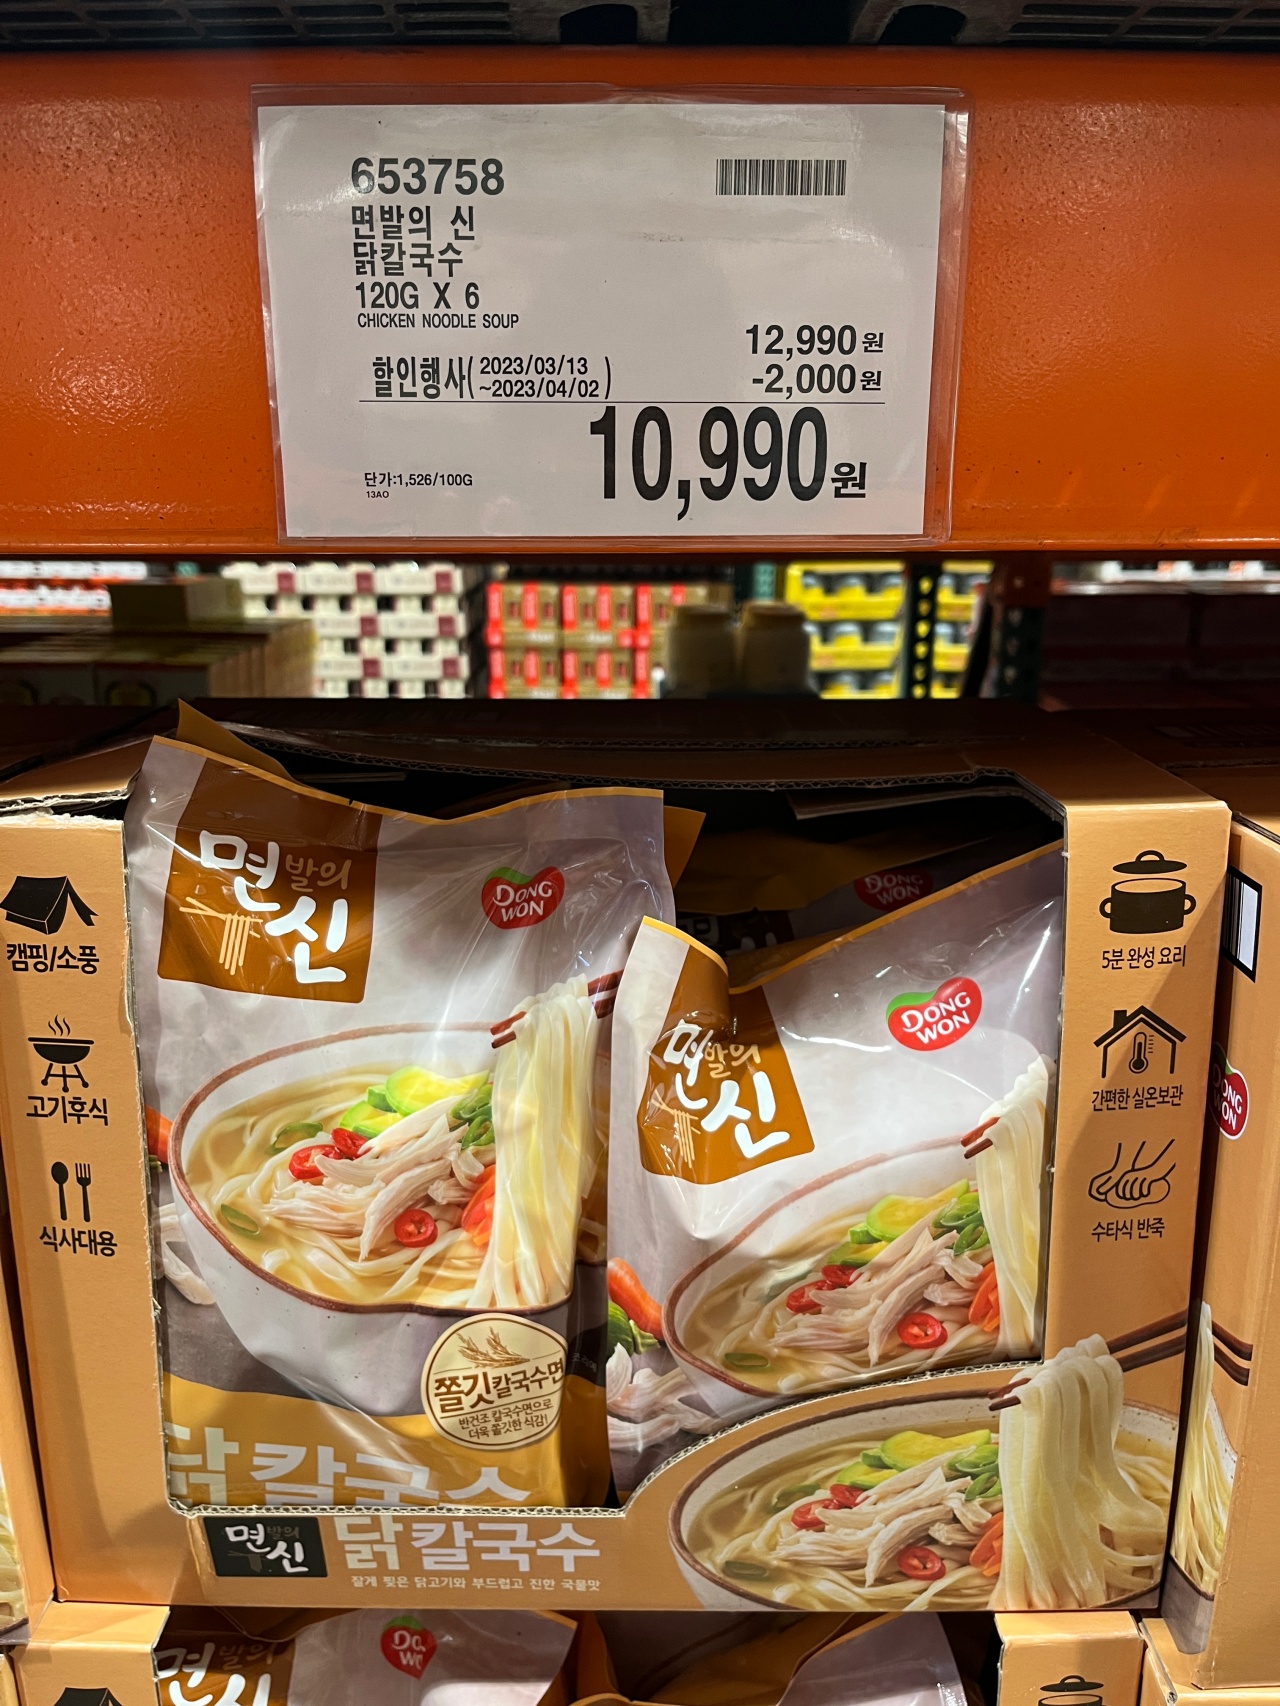 653758
면발의 신
닭칼국수
120G X 6
CHICKEN NOODLE SOUP
12,990원
할인행사( 2023/03/13 ~2023/04/02 )
-2,000원
10,990원
단가:1,526/100G
13AO
캠핑/소풍
고기후식
식사대용
면발의 신
DONG WON
쫄깃칼국수면
반건조 칼국수면으로
더욱 쫄깃한 식감!
닭칼국수
DONG WON
면발의 신
DONG WON
5분 완성 요리
간편한 실온보관
수타식 반죽
면발의 신
닭칼국수
잘게 찢은 닭고기와 부드럽고 진한 국물맛